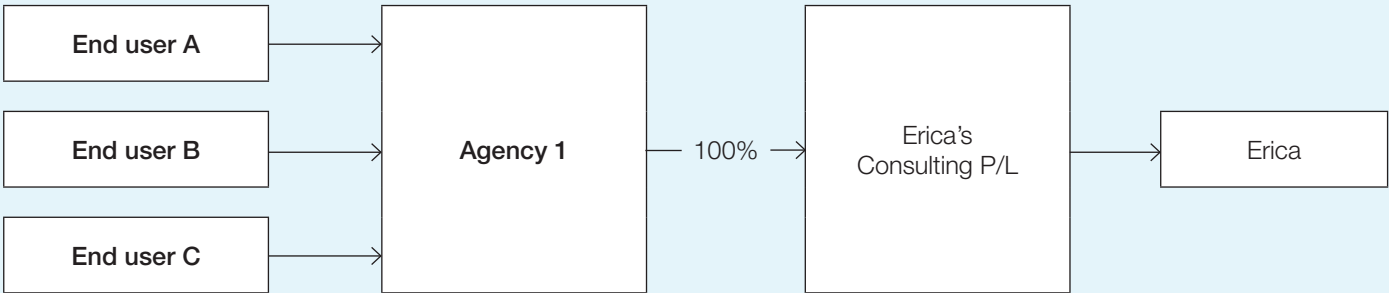 End user A
End user B
End user C
Agency 1
100%
Erica’s
Consulting P/L
Erica